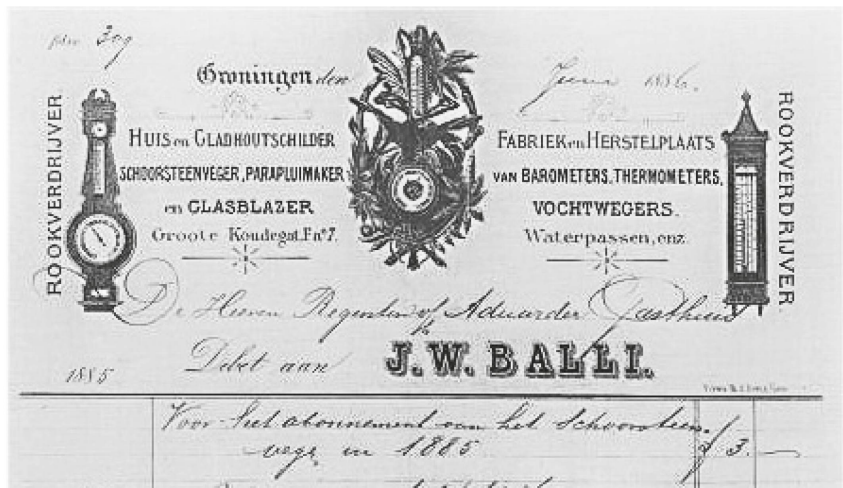 309
Groningen den Juni 1886.
ROOKVERDRIJVER
HUIS en GLADHOUTSCHILDER
SCHOORSTEENVEGER, PARAPLUIMAKER
en GLASBLAZER
Groote Koudegat. F no 7.
FABRIEK en HERSTELPLAATS
VAN BAROMETERS, THERMOMETERS,
VOCHTWEGERS.
Waterpassen, enz.
ROOKVERDRIJVER.
De Heeren Regenten of Aduarder Gasthuis
Debet aan J.W. BALLI.
1885
Voor het abonnement van het Schoorsteen
vege in 1885 f 3.—